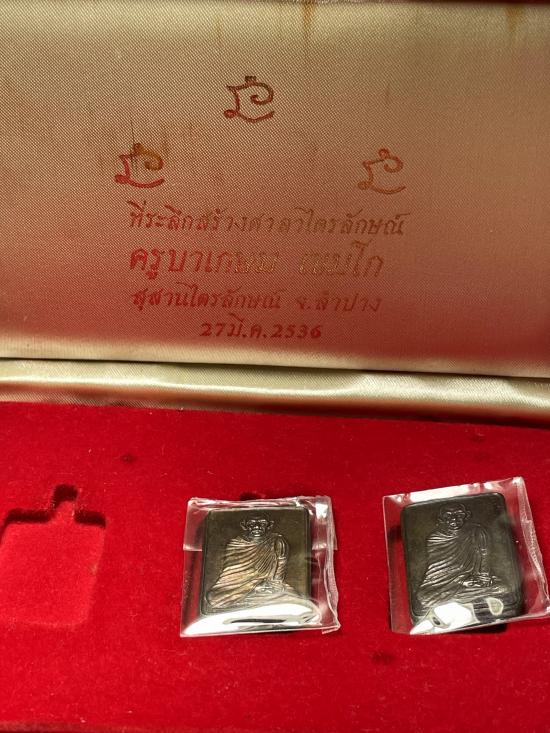 ที่ระลึกสร้างศาลาไตรลักษณ์
ครูบาเกษม เขมโก
สุสานไตรลักษณ์ จ.ลำปาง
27มี.ค.2536